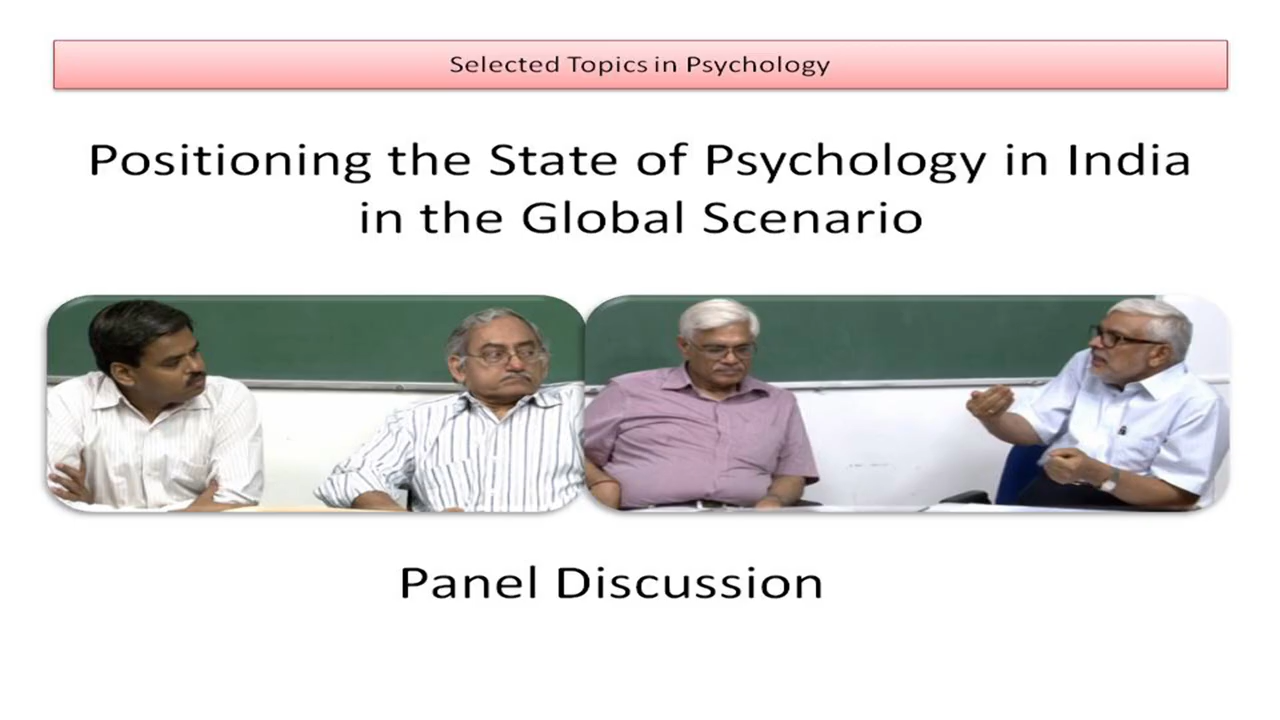 Selected Topics in Psychology
Positioning the State of Psychology in India
in the Global Scenario
Panel Discussion